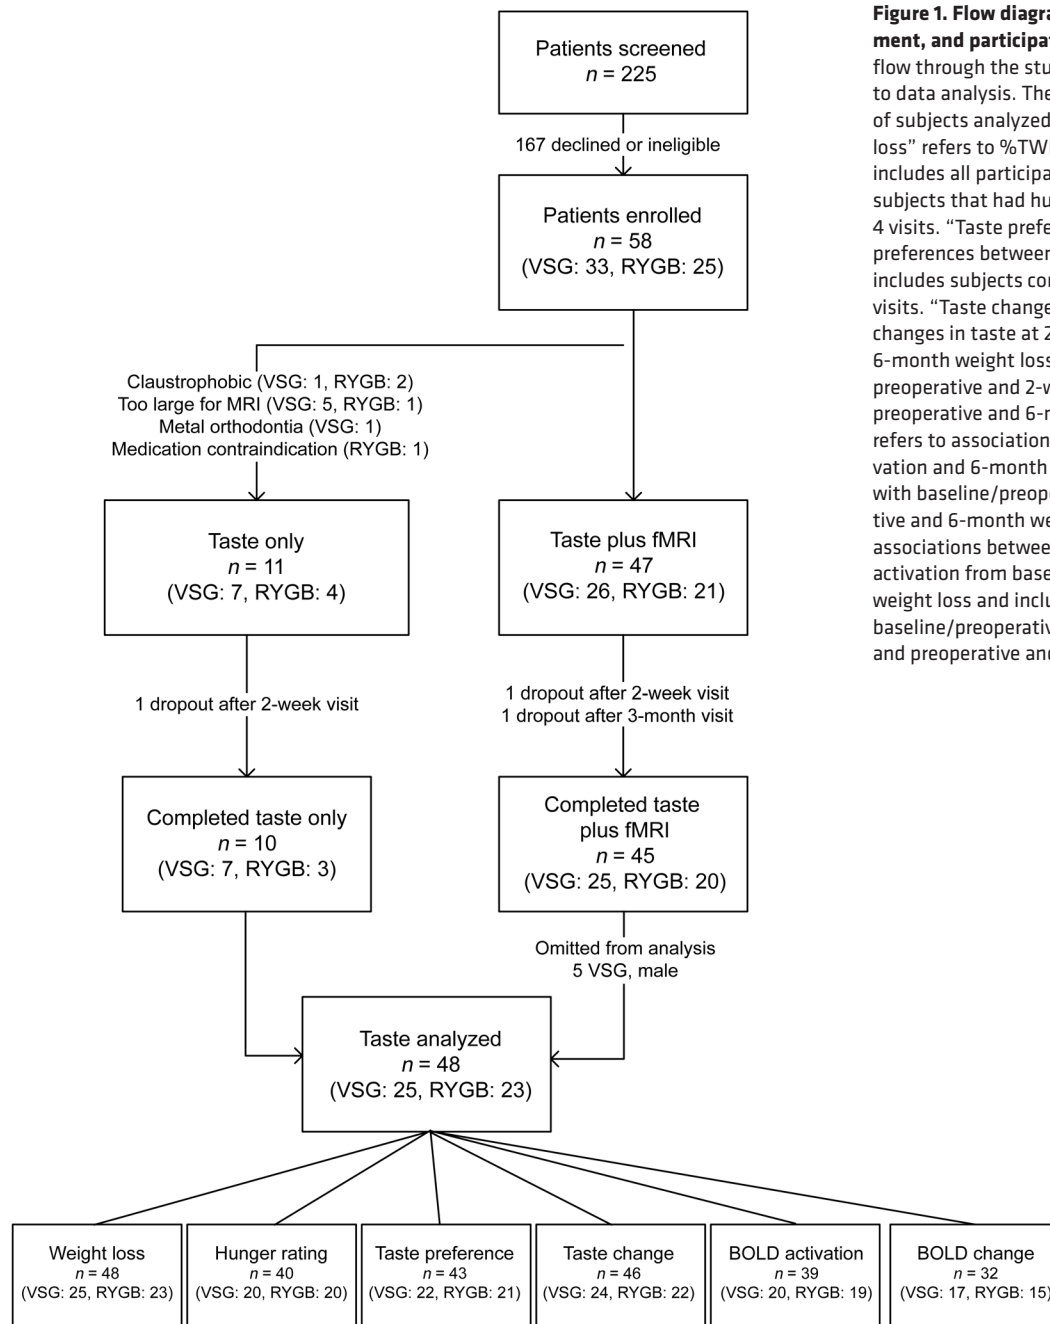 Patients screened
n = 225
167 declined or ineligible
Patients enrolled
n = 58
(VSG: 33, RYGB: 25)
Claustrophobic (VSG: 1, RYGB: 2)
Too large for MRI (VSG: 5, RYGB: 1)
Metal orthodontia (VSG: 1)
Medication contraindication (RYGB: 1)
Taste only
n = 11
(VSG: 7, RYGB: 4)
Taste plus fMRI
n = 47
(VSG: 26, RYGB: 21)
1 dropout after 2-week visit
1 dropout after 2-week visit
1 dropout after 3-month visit
Completed taste only
n = 10
(VSG: 7, RYGB: 3)
Completed taste
plus fMRI
n = 45
(VSG: 25, RYGB: 20)
Omitted from analysis
5 VSG, male
Taste analyzed
n = 48
(VSG: 25, RYGB: 23)
Weight loss
n = 48
(VSG: 25, RYGB: 23)
Hunger rating
n = 40
(VSG: 20, RYGB: 20)
Taste preference
n = 43
(VSG: 22, RYGB: 21)
Taste change
n = 46
(VSG: 24, RYGB: 22)
BOLD activation
n = 39
(VSG: 20, RYGB: 19)
BOLD change
n = 32
(VSG: 17, RYGB: 15)
Figure 1. Flow diagra
ment, and participat
flow through the stu
to data analysis. The
of subjects analyzed
loss” refers to %TW
includes all participa
subjects that had hu
4 visits. “Taste prefe
preferences between
includes subjects co
visits. “Taste change
changes in taste at 2
6-month weight loss
preoperative and 2-w
preoperative and 6-r
refers to association
vation and 6-month
with baseline/preope
tive and 6-month we
associations betwee
activation from base
weight loss and inclu
baseline/preoperativ
and preoperative and